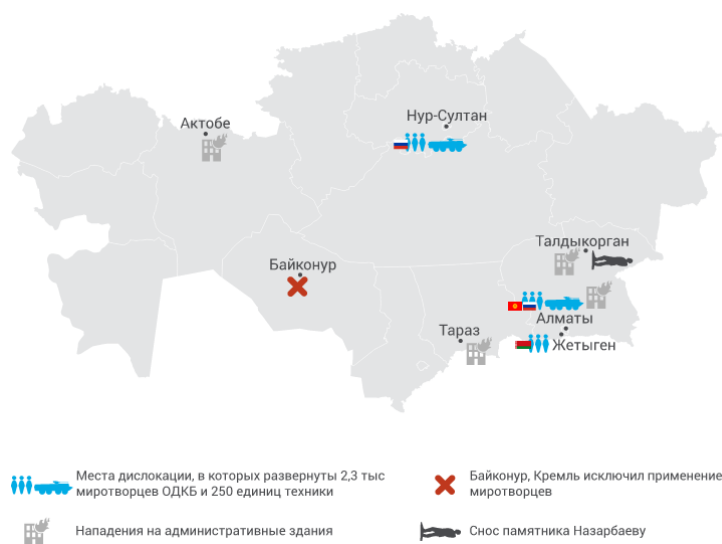 Нур-Султан
Актобе
Талдыкорган
Байконур
Алматы
Тараз
Жетыген
Места дислокации, в которых развернуты 2,3 тыс
миротворцев ОДКБ и 250 единиц техники
Байконур, Кремль исключил применение
миротворцев
Нападения на административные здания
Снос памятника Назарбаеву